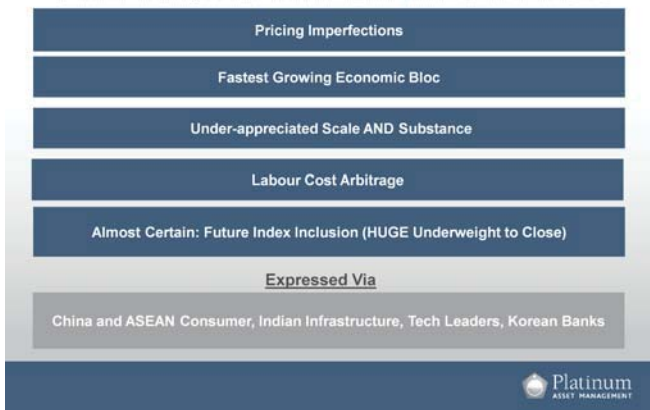 Pricing Imperfections
Fastest Growing Economic Bloc
Under-appreciated Scale AND Substance
Labour Cost Arbitrage
Almost Certain: Future Index Inclusion (HUGE Underweight to Close)
Expressed Via
China and ASEAN Consumer, Indian Infrastructure, Tech Leaders, Korean Banks
Platinum
ASSET MANAGEMENT